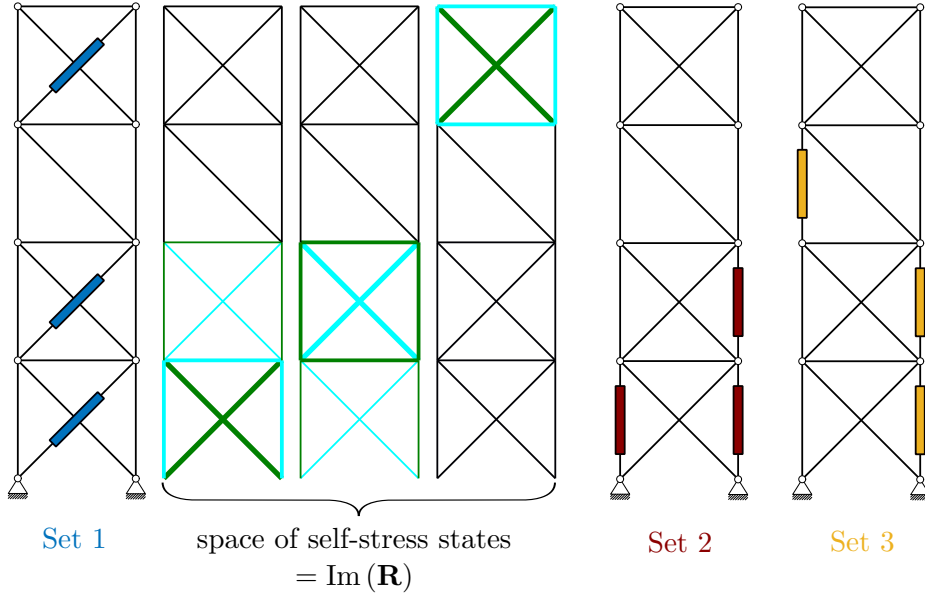 Set 1
space of self-stress states
= Im (R)
Set 2
Set 3